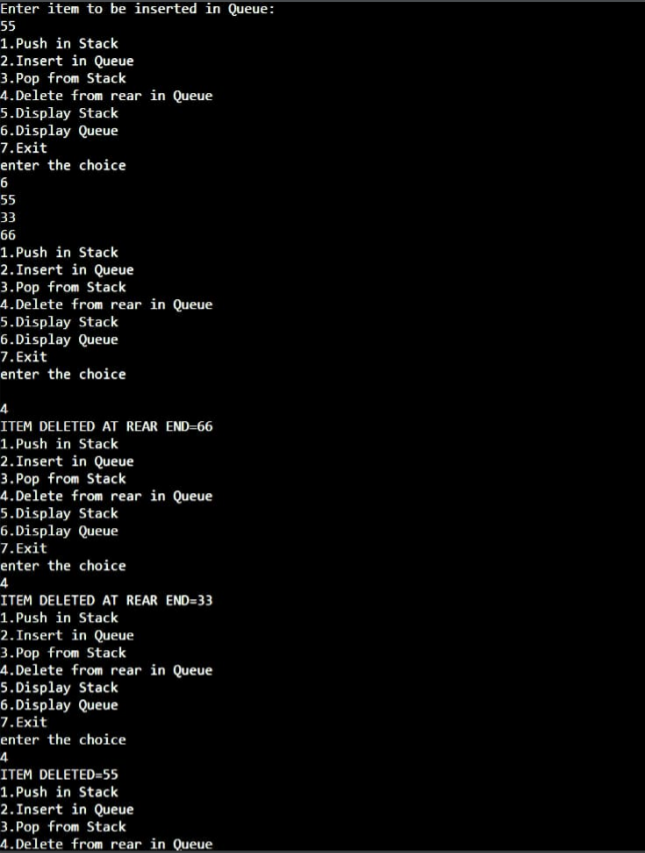 Enter item to be inserted in Queue:
55
1.Push in Stack
2.Insert in Queue
3.Pop from Stack
4.Delete from rear in Queue
5.Display Stack
6.Display Queue
7.Exit
enter the choice
6
55
33
66
1.Push in Stack
2.Insert in Queue
3.Pop from Stack
4.Delete from rear in Queue
5.Display Stack
6.Display Queue
7.Exit
enter the choice
4
ITEM DELETED AT REAR END=66
1.Push in Stack
2.Insert in Queue
3.Pop from Stack
4.Delete from rear in Queue
5.Display Stack
6.Display Queue
7.Exit
enter the choice
4
ITEM DELETED AT REAR END=33
1.Push in Stack
2.Insert in Queue
3.Pop from Stack
4.Delete from rear in Queue
5.Display Stack
6.Display Queue
7.Exit
enter the choice
4
ITEM DELETED=55
1.Push in Stack
2.Insert in Queue
3.Pop from Stack
4.Delete from rear in Queue